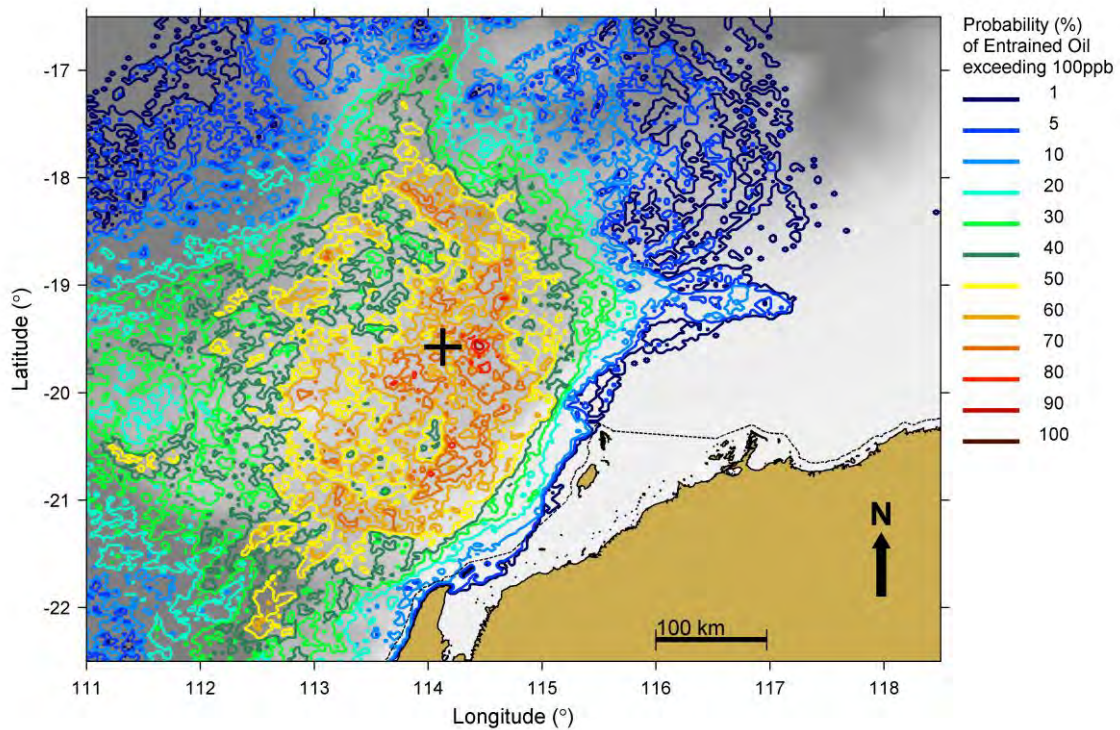 Probability (%)
of Entrained Oil
exceeding 100ppb
1
5
10
20
30
40
50
60
70
80
90
100
-17
-18
-19
-20
-21
-22
Latitude (°)
N
100 km
111 112 113 114 115 116 117 118
Longitude (°)